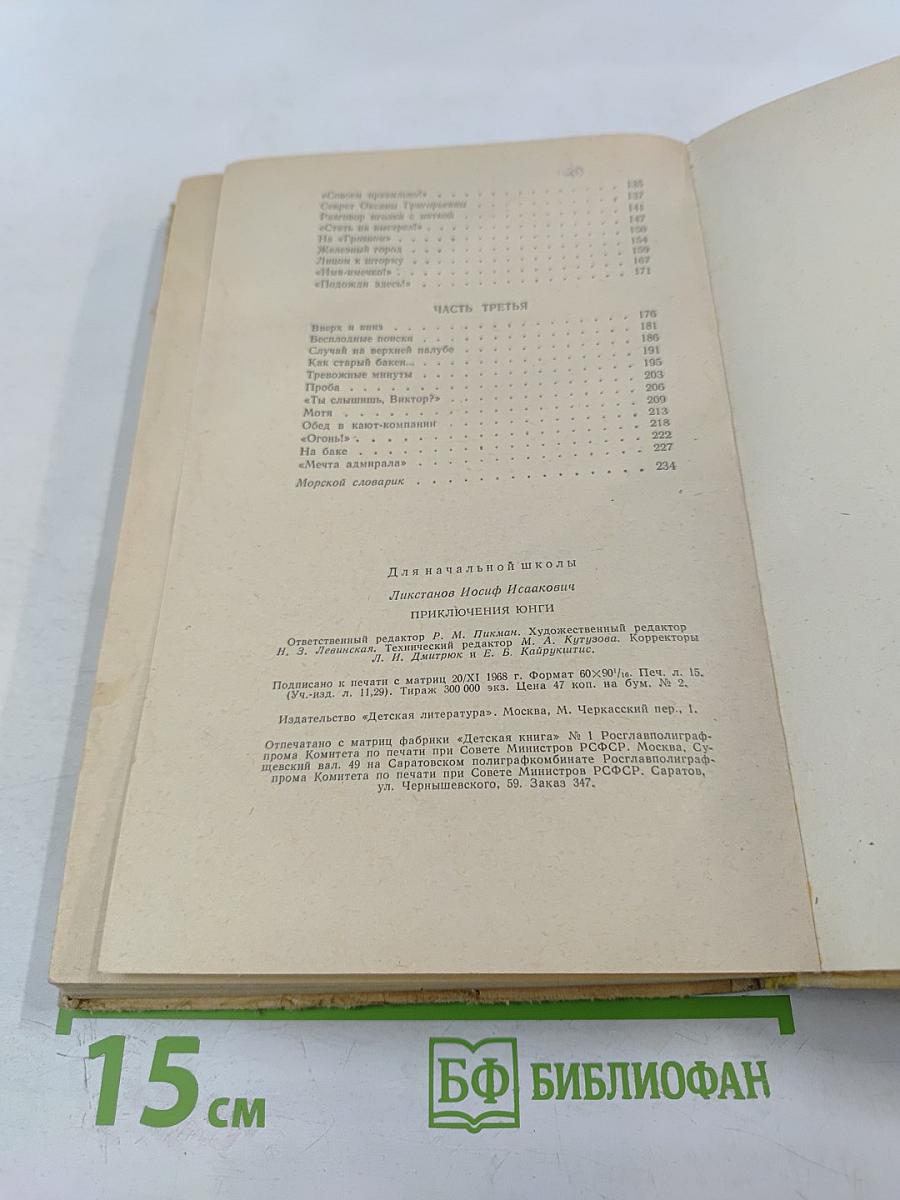 «Совсем правильно!» 135
Секрет Оксаны Григорьевны 137
Разговор с 141
«Стать на 147
На «Грозном» 150
Железный город 154
Лицом к шторму 159
«Имя-имечко!» 167
«Подожди здесь!» 171
ЧАСТЬ ТРЕТЬЯ
Вверх и вниз 176
Бесплодные поиски 181
Случай на верхней палубе 186
Как старый бакен... 191
Тревожные минуты 195
Проба 203
«Ты слышишь, Виктор?» 206
Мотя 209
Обед в кают-компании 213
«Огонь!» 218
На баке 222
«Мечта адмирала» 227
Морской словарик 234
Для начальной школы
Ликстанов Иосиф Исаакович
ПРИКЛЮЧЕНИЯ ЮНГИ
Ответственный редактор Р. М. Пикман. Художественный редактор
Н. З. Левинская. Технический редактор М. А. Кутузова. Корректоры
Л. И. Дмитрюк и Е. Б. Кайрукштис.
Подписано к печати с матриц 20/XI 1968 г. Формат 60×90¹/₁₆. Печ. л. 15.
(Уч.-изд. л. 11,29). Тираж 300 000 экз. Цена 47 коп. на бум. № 2.
Издательство «Детская литература». Москва, М. Черкасский пер., 1.
Отпечатано с матриц фабрики «Детская книга» № 1 Росглавполиграф-
прома Комитета по печати при Совете Министров РСФСР. Москва, Су-
щевский вал. 49 на Саратовском полиграфкомбинате Росглавполиграф-
прома Комитета по печати при Совете Министров РСФСР. Саратов,
ул. Чернышевского, 59. Заказ 347.
15 см
БФ БИБЛИОФАН